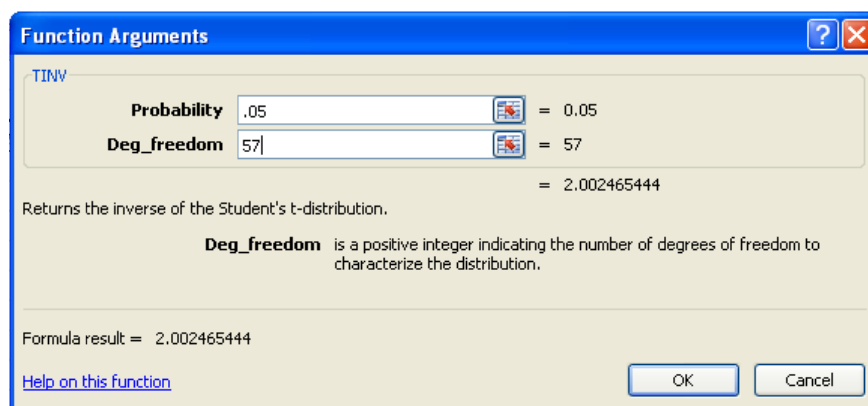 Function Arguments
TINV
Probability .05 = 0.05
Deg_freedom 57 = 57
= 2.002465444
Returns the inverse of the Student's t-distribution.
Deg_freedom is a positive integer indicating the number of degrees of freedom to
characterize the distribution.
Formula result = 2.002465444
Help on this function
OK Cancel